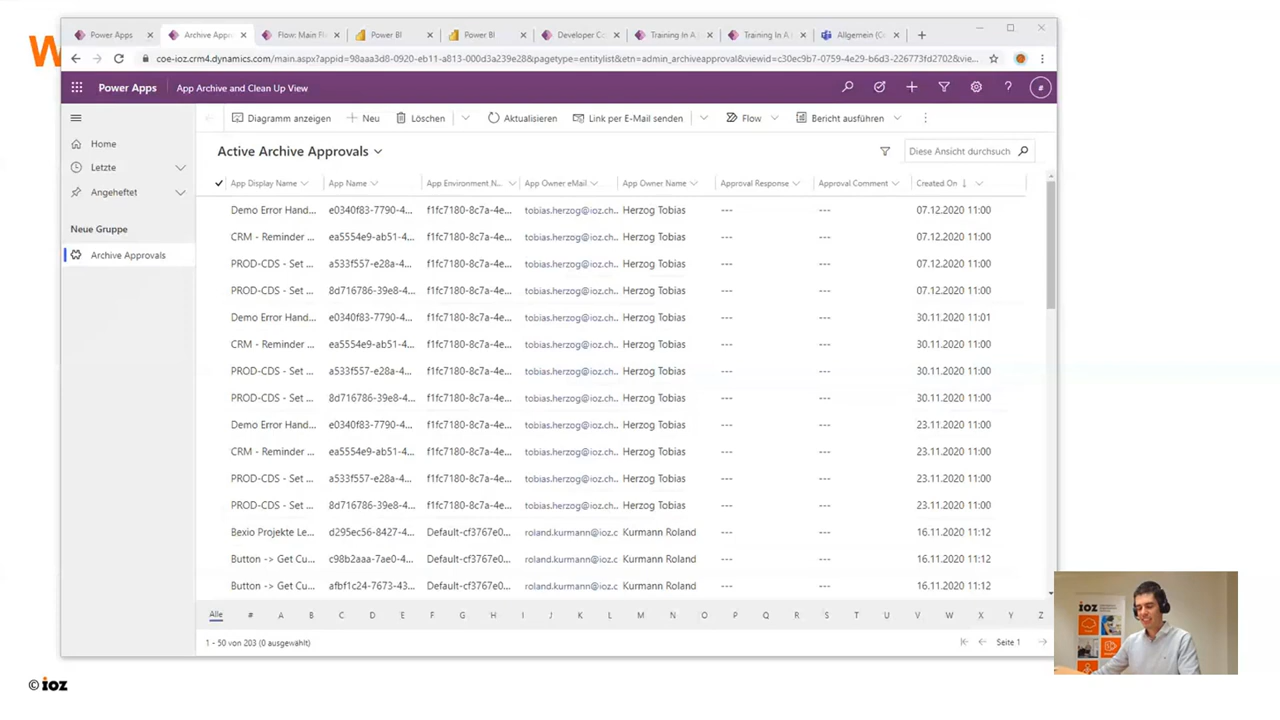 W
Power Apps
Archive Appr
Flow: Main Fl
Power BI
Power BI
Developer Ce
Training In A
Training In A
Allgemein (C
coe-ioz.crm4.dynamics.com/main.aspx?appid=98aaa3d8-0920-eb11-a813-000d3a239e28&pagetype=entitylist&etn=admin_archiveapproval&viewid=c30ec9b7-0759-4e29-b6d3-226773fd2702&vie...
Power Apps App Archive and Clean Up View
Diagramm anzeigen Neu Löschen Aktualisieren Link per E-Mail senden Flow Bericht ausführen
Home
Letzte
Angeheftet
Neue Gruppe
Archive Approvals
Active Archive Approvals
Diese Ansicht durchsuch
App Display Name App Name App Environment N... App Owner eMail App Owner Name Approval Response Approval Comment Created On
Demo Error Hand... e0340f83-7790-4... f1fc7180-8c7a-4e... tobias.herzog@ioz.ch.. Herzog Tobias --- --- 07.12.2020 11:00
CRM - Reminder ... ea5554e9-ab51-4... f1fc7180-8c7a-4e... tobias.herzog@ioz.ch.. Herzog Tobias --- --- 07.12.2020 11:00
PROD-CDS - Set ... a533f557-e28a-4... f1fc7180-8c7a-4e... tobias.herzog@ioz.ch.. Herzog Tobias --- --- 07.12.2020 11:00
PROD-CDS - Set ... 8d716786-39e8-4... f1fc7180-8c7a-4e... tobias.herzog@ioz.ch.. Herzog Tobias --- --- 07.12.2020 11:00
Demo Error Hand... e0340f83-7790-4... f1fc7180-8c7a-4e... tobias.herzog@ioz.ch.. Herzog Tobias --- --- 30.11.2020 11:01
CRM - Reminder ... ea5554e9-ab51-4... f1fc7180-8c7a-4e... tobias.herzog@ioz.ch.. Herzog Tobias --- --- 30.11.2020 11:00
PROD-CDS - Set ... a533f557-e28a-4... f1fc7180-8c7a-4e... tobias.herzog@ioz.ch.. Herzog Tobias --- --- 30.11.2020 11:00
PROD-CDS - Set ... 8d716786-39e8-4... f1fc7180-8c7a-4e... tobias.herzog@ioz.ch.. Herzog Tobias --- --- 30.11.2020 11:00
Demo Error Hand... e0340f83-7790-4... f1fc7180-8c7a-4e... tobias.herzog@ioz.ch.. Herzog Tobias --- --- 23.11.2020 11:00
CRM - Reminder ... ea5554e9-ab51-4... f1fc7180-8c7a-4e... tobias.herzog@ioz.ch.. Herzog Tobias --- --- 23.11.2020 11:00
PROD-CDS - Set ... a533f557-e28a-4... f1fc7180-8c7a-4e... tobias.herzog@ioz.ch.. Herzog Tobias --- --- 23.11.2020 11:00
PROD-CDS - Set ... 8d716786-39e8-4... f1fc7180-8c7a-4e... tobias.herzog@ioz.ch.. Herzog Tobias --- --- 23.11.2020 11:00
Bexio Projekte Le... d295ec56-8427-4... Default-cf3767e0... roland.kurmann@ioz.c Kurmann Roland --- --- 16.11.2020 11:12
Button -> Get Cu... c98b2aaa-7ae0-4... Default-cf3767e0... roland.kurmann@ioz.c Kurmann Roland --- --- 16.11.2020 11:12
Button -> Get Cu... afbf1c24-7673-43... Default-cf3767e0... roland.kurmann@ioz.c Kurmann Roland --- --- 16.11.2020 11:12
Alle # A B C D E F G H I J K L M N O P Q R S T U V W X Y Z
1 - 50 von 203 (0 ausgewählt)
Seite 1
ioz
© ioz